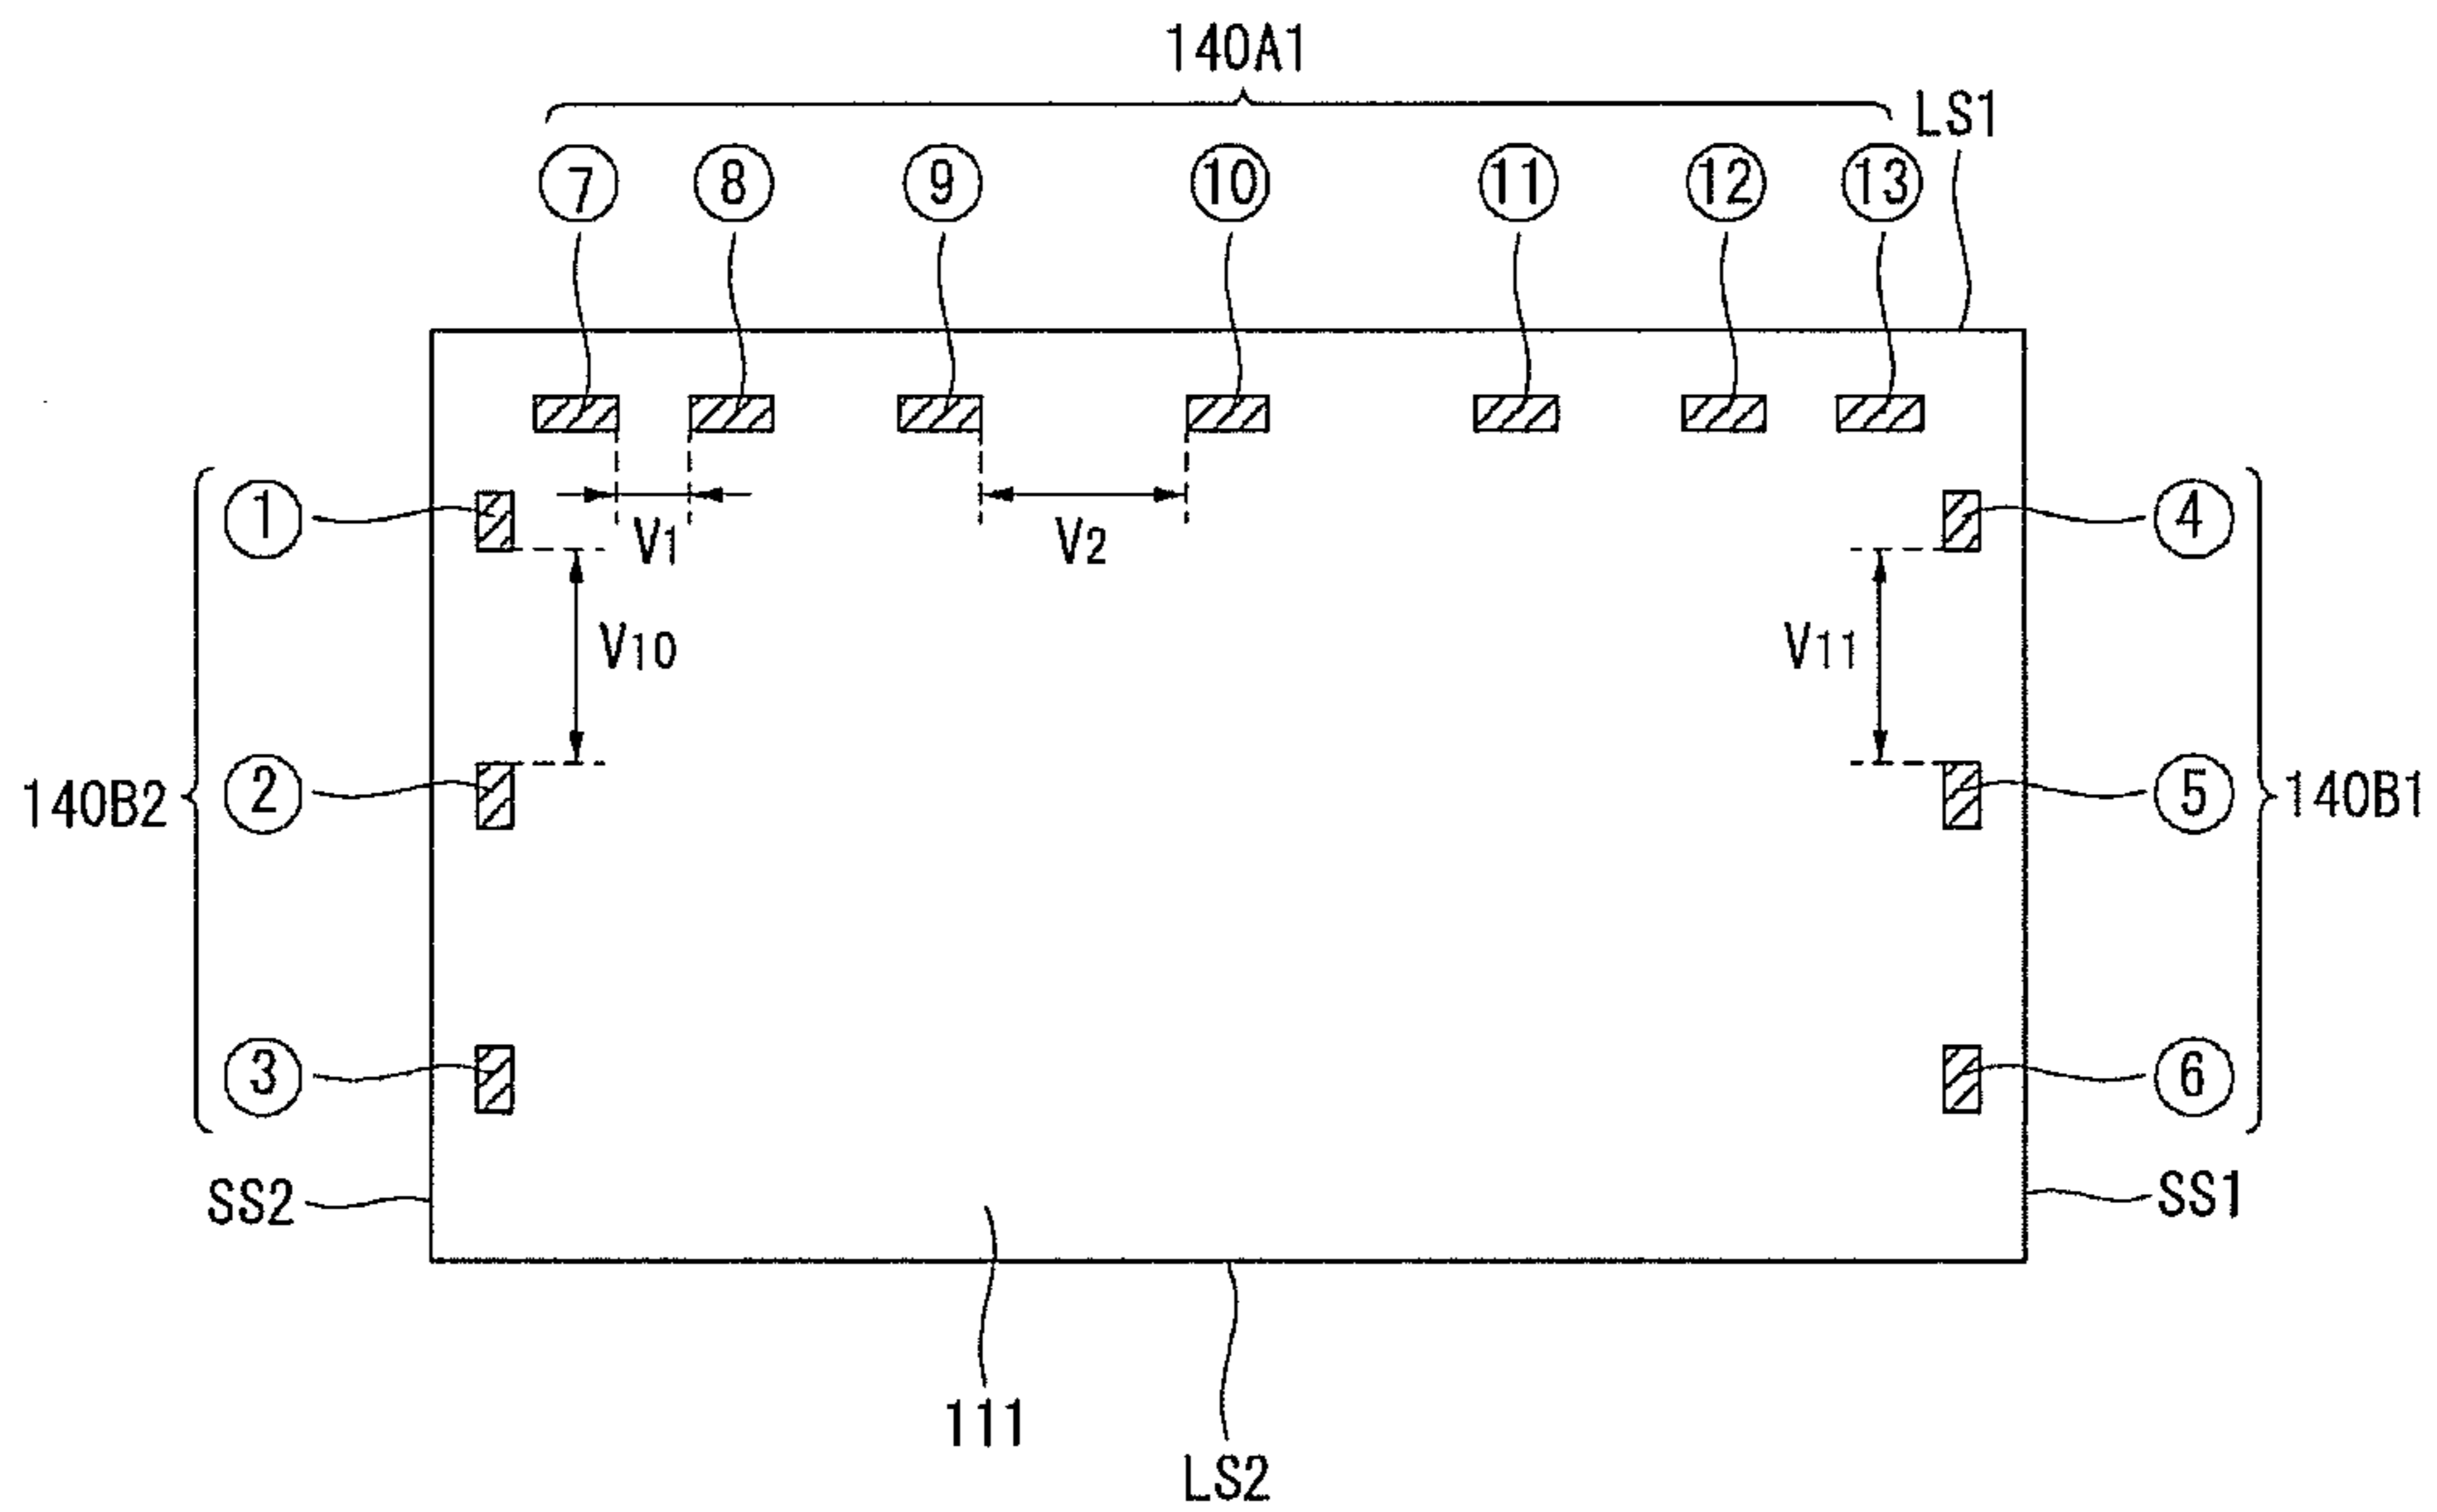 140A1
LS1
⑦ ⑧ ⑨ ⑩ ⑪ ⑫ ⑬
① ④
V1 V2
V10 V11
140B2 ② ⑤ 140B1
③ ⑥
SS2 SS1
111
LS2